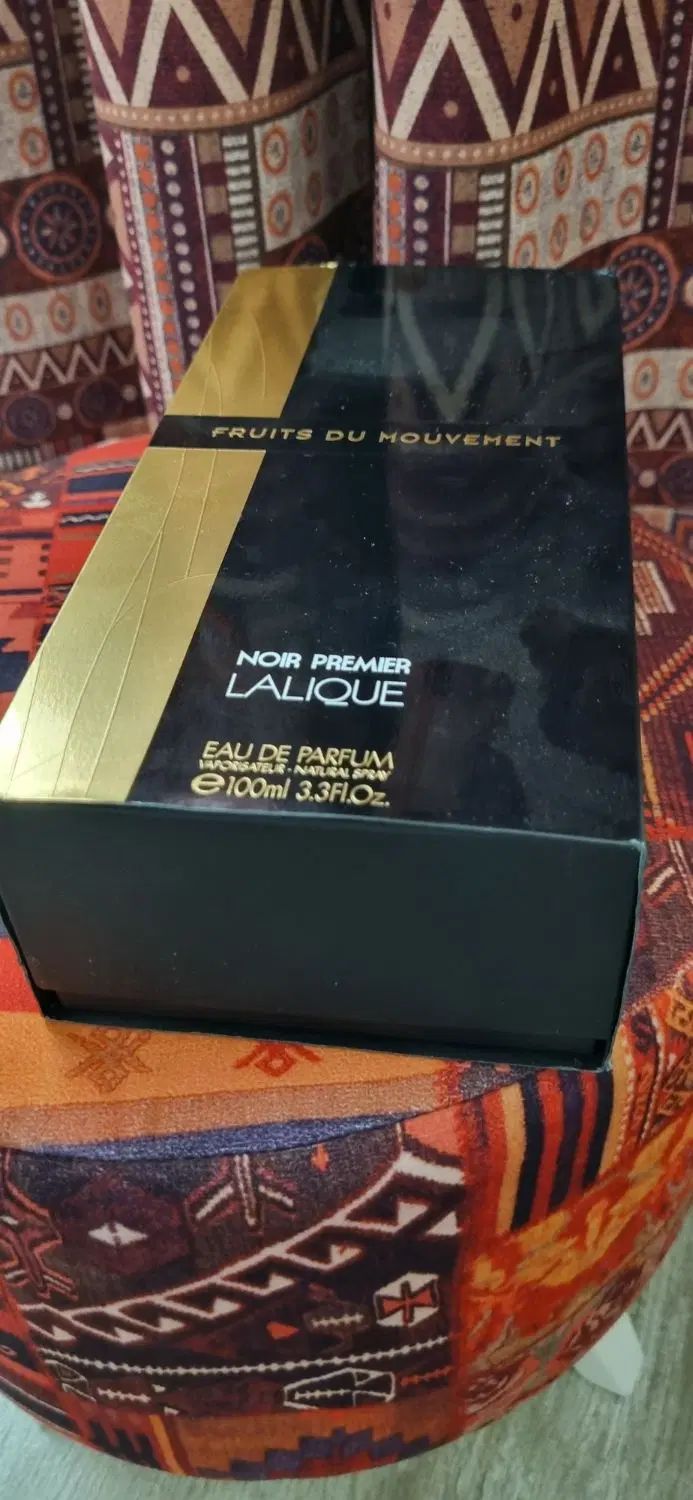 FRUITS DU MOUVEMENT
NOIR PREMIER
LALIQUE
EAU DE PARFUM
VAPORISATEUR - NATURAL SPRAY
℮100ml 3.3Fl.Oz.